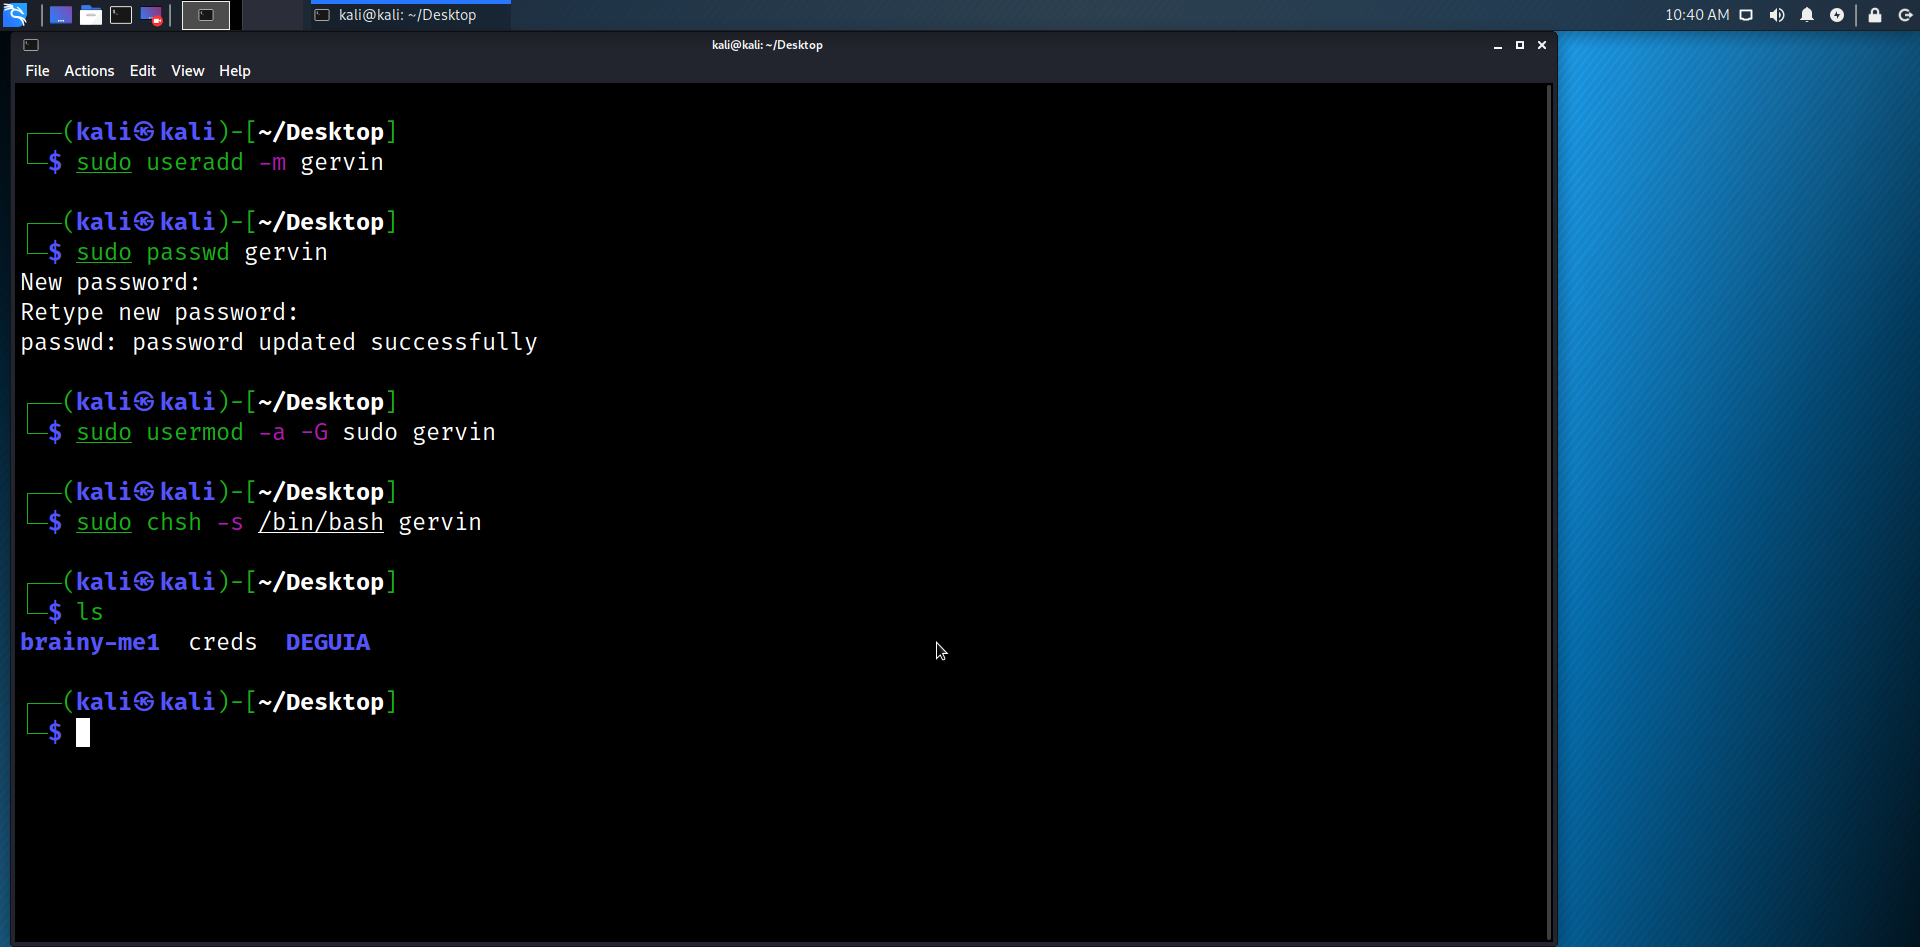 kali@kali: ~/Desktop
10:40 AM
kali@kali: ~/Desktop
File Actions Edit View Help
(kali㉿kali)-[~/Desktop]
$ sudo useradd -m gervin
(kali㉿kali)-[~/Desktop]
$ sudo passwd gervin
New password:
Retype new password:
passwd: password updated successfully
(kali㉿kali)-[~/Desktop]
$ sudo usermod -a -G sudo gervin
(kali㉿kali)-[~/Desktop]
$ sudo chsh -s /bin/bash gervin
(kali㉿kali)-[~/Desktop]
$ ls
brainy-me1 creds DEGUIA
(kali㉿kali)-[~/Desktop]
$